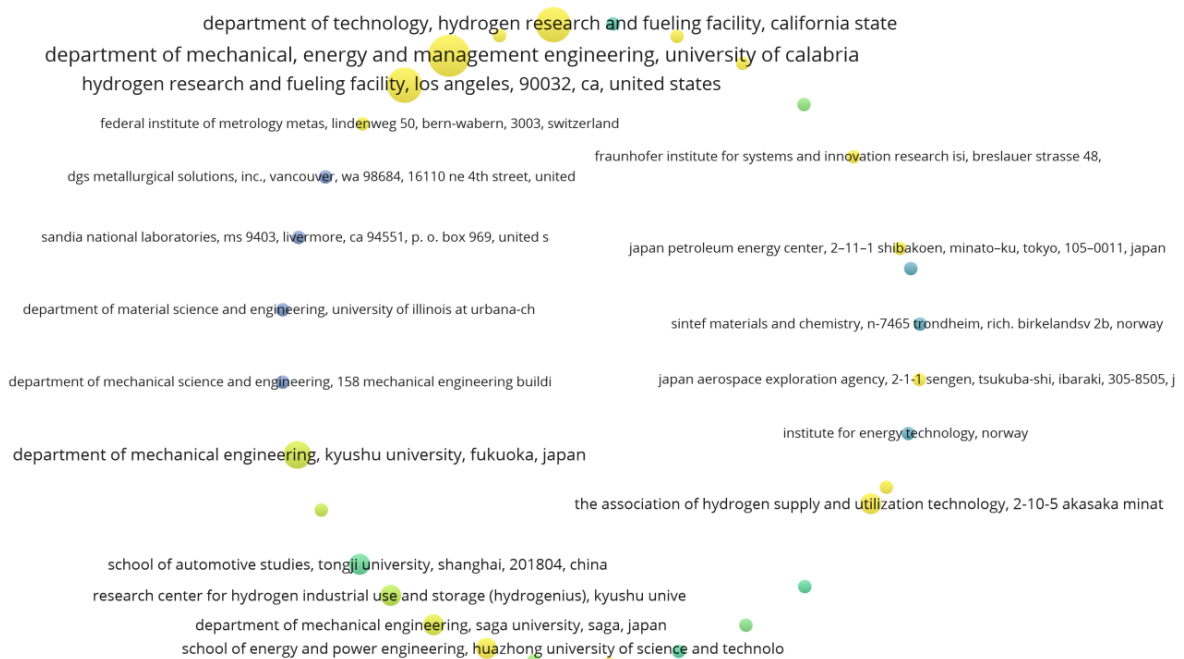 department of technology, hydrogen research and fueling facility, california state
department of mechanical, energy and management engineering, university of calabria
hydrogen research and fueling facility, los angeles, 90032, ca, united states
federal institute of metrology metas, lindenweg 50, bern-wabern, 3003, switzerland
fraunhofer institute for systems and innovation research isi, breslauer strasse 48,
dgs metallurgical solutions, inc., vancouver, wa 98684, 16110 ne 4th street, united
sandia national laboratories, ms 9403, livermore, ca 94551, p. o. box 969, united s
japan petroleum energy center, 2–11–1 shibakoen, minato–ku, tokyo, 105–0011, japan
department of material science and engineering, university of illinois at urbana-ch
sintef materials and chemistry, n-7465 trondheim, rich. birkelandsv 2b, norway
department of mechanical science and engineering, 158 mechanical engineering buildi
japan aerospace exploration agency, 2-1-1 sengen, tsukuba-shi, ibaraki, 305-8505, j
institute for energy technology, norway
department of mechanical engineering, kyushu university, fukuoka, japan
the association of hydrogen supply and utilization technology, 2-10-5 akasaka minat
school of automotive studies, tongji university, shanghai, 201804, china
research center for hydrogen industrial use and storage (hydrogenius), kyushu unive
department of mechanical engineering, saga university, saga, japan
school of energy and power engineering, huazhong university of science and technolo